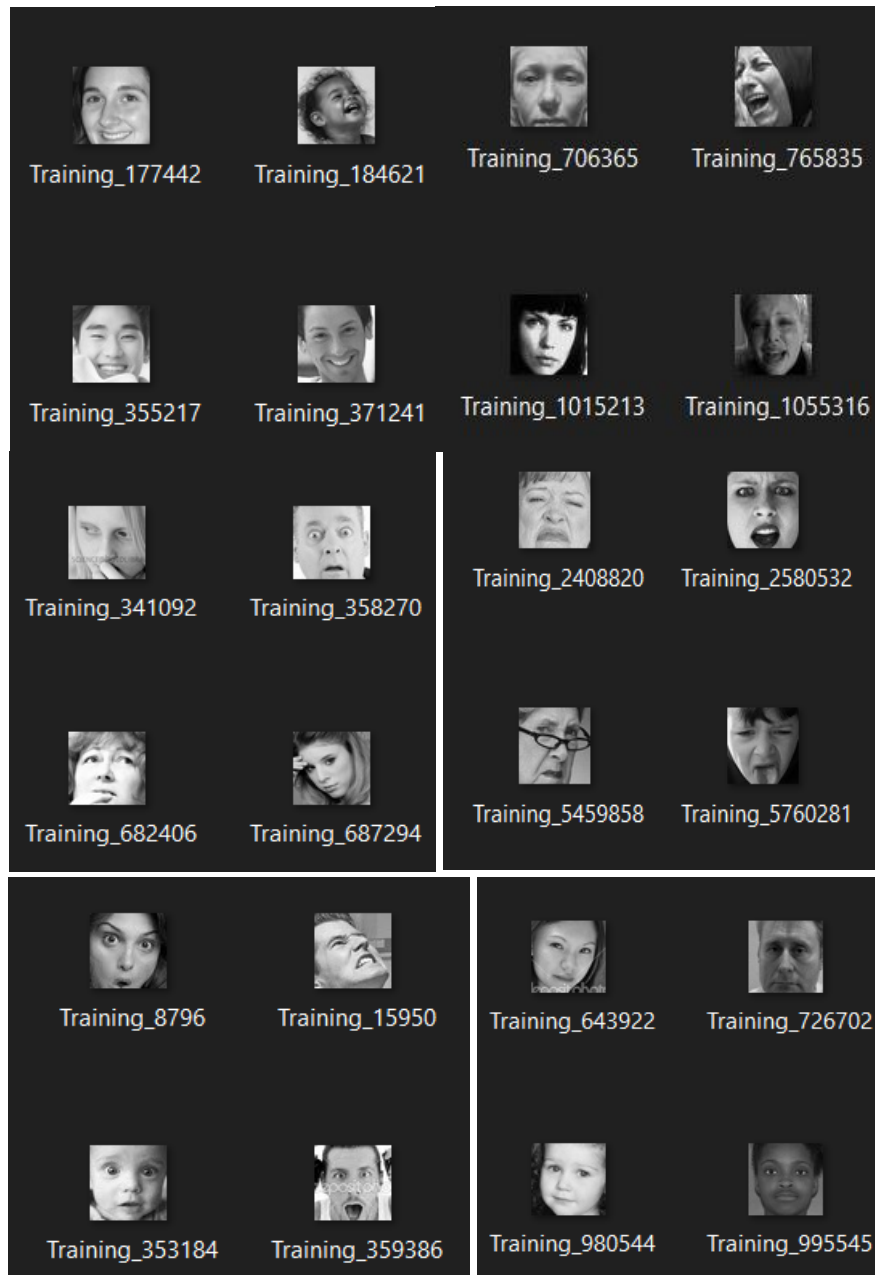 Training_177442 Training_184621 Training_706365 Training_765835
Training_355217 Training_371241 Training_1015213 Training_1055316
Training_341092 Training_358270 Training_2408820 Training_2580532
Training_682406 Training_687294 Training_5459858 Training_5760281
Training_8796 Training_15950 Training_643922 Training_726702
Training_353184 Training_359386 Training_980544 Training_995545